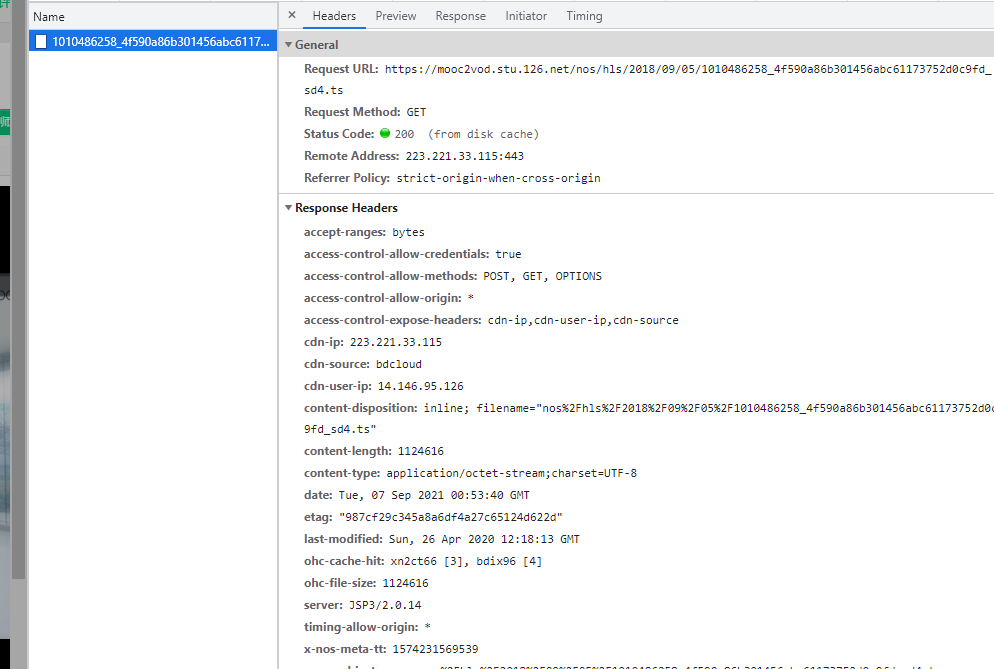 Name
Headers Preview Response Initiator Timing
1010486258_4f590a86b301456abc6117...
General
Request URL: https://mooc2vod.stu.126.net/nos/hls/2018/09/05/1010486258_4f590a86b301456abc61173752d0c9fd_
sd4.ts
Request Method: GET
Status Code: 200 (from disk cache)
Remote Address: 223.221.33.115:443
Referrer Policy: strict-origin-when-cross-origin
Response Headers
accept-ranges: bytes
access-control-allow-credentials: true
access-control-allow-methods: POST, GET, OPTIONS
access-control-allow-origin: *
access-control-expose-headers: cdn-ip,cdn-user-ip,cdn-source
cdn-ip: 223.221.33.115
cdn-source: bdcloud
cdn-user-ip: 14.146.95.126
content-disposition: inline; filename="nos%2Fhls%2F2018%2F09%2F05%2F1010486258_4f590a86b301456abc61173752d0c
9fd_sd4.ts"
content-length: 1124616
content-type: application/octet-stream;charset=UTF-8
date: Tue, 07 Sep 2021 00:53:40 GMT
etag: "987cf29c345a8a6df4a27c65124d622d"
last-modified: Sun, 26 Apr 2020 12:18:13 GMT
ohc-cache-hit: xn2ct66 [3], bdix96 [4]
ohc-file-size: 1124616
server: JSP3/2.0.14
timing-allow-origin: *
x-nos-meta-tt: 1574231569539